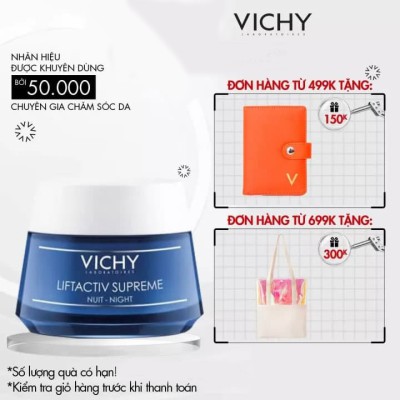 VICHY
LABORATOIRES
NHÃN HIỆU
ĐƯỢC KHUYÊN DÙNG
BỞI 50.000
CHUYÊN GIA CHĂM SÓC DA
ĐƠN HÀNG TỪ 499K TẶNG:
150K
V
ĐƠN HÀNG TỪ 699K TẶNG:
300K
VICHY
LABORATOIRES
LIFTACTIV SUPREME
NUIT - NIGHT
*Số lượng quà có hạn!
*Kiểm tra giỏ hàng trước khi thanh toán